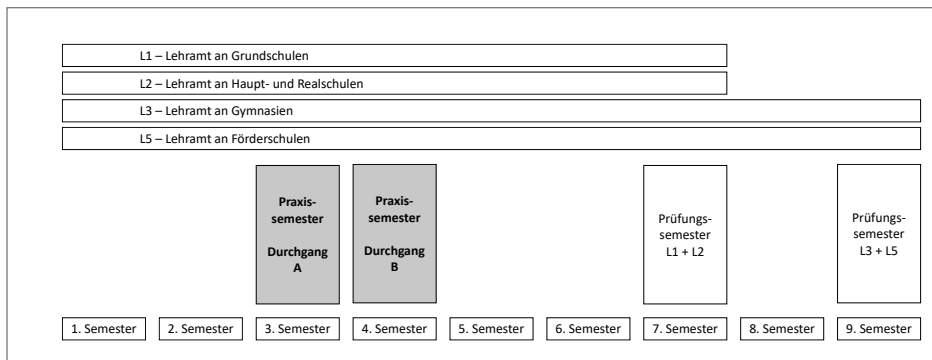 L1 – Lehramt an Grundschulen
L2 – Lehramt an Haupt- und Realschulen
L3 – Lehramt an Gymnasien
L5 – Lehramt an Förderschulen
Praxis-
semester
Durchgang
A
Praxis-
semester
Durchgang
B
Prüfungs-
semester
L1 + L2
Prüfungs-
semester
L3 + L5
1. Semester
2. Semester
3. Semester
4. Semester
5. Semester
6. Semester
7. Semester
8. Semester
9. Semester